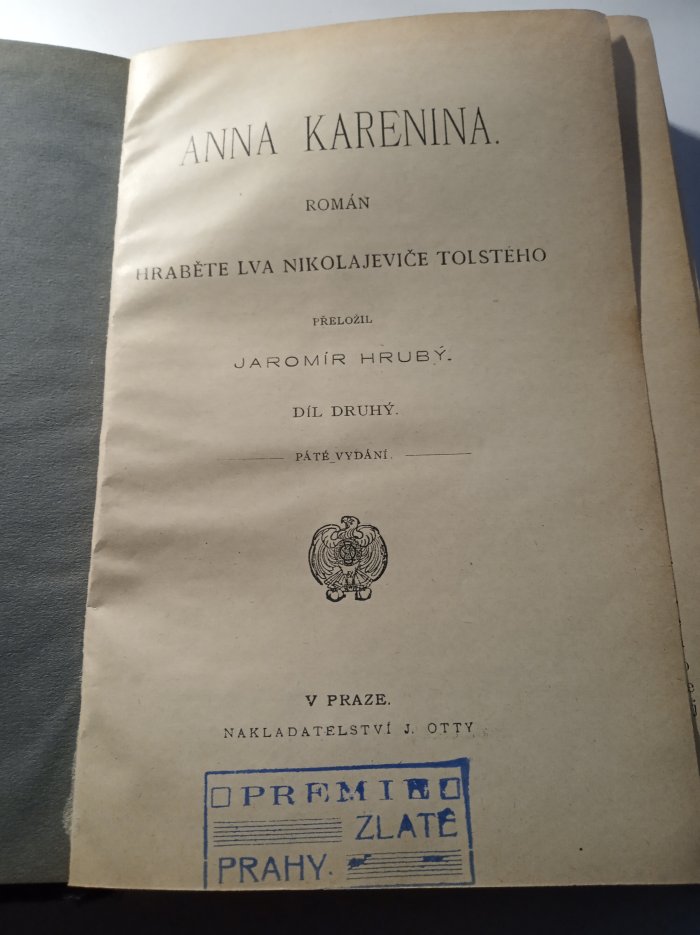 ANNA KARENINA.
ROMÁN
HRABĚTE LVA NIKOLAJEVIČE TOLSTÉHO
PŘELOŽIL
JAROMÍR HRUBÝ.
DÍL DRUHÝ.
PÁTÉ VYDÁNÍ.
V PRAZE.
NAKLADATELSTVÍ J. OTTY
PREMIE
ZLATÉ
PRAHY.